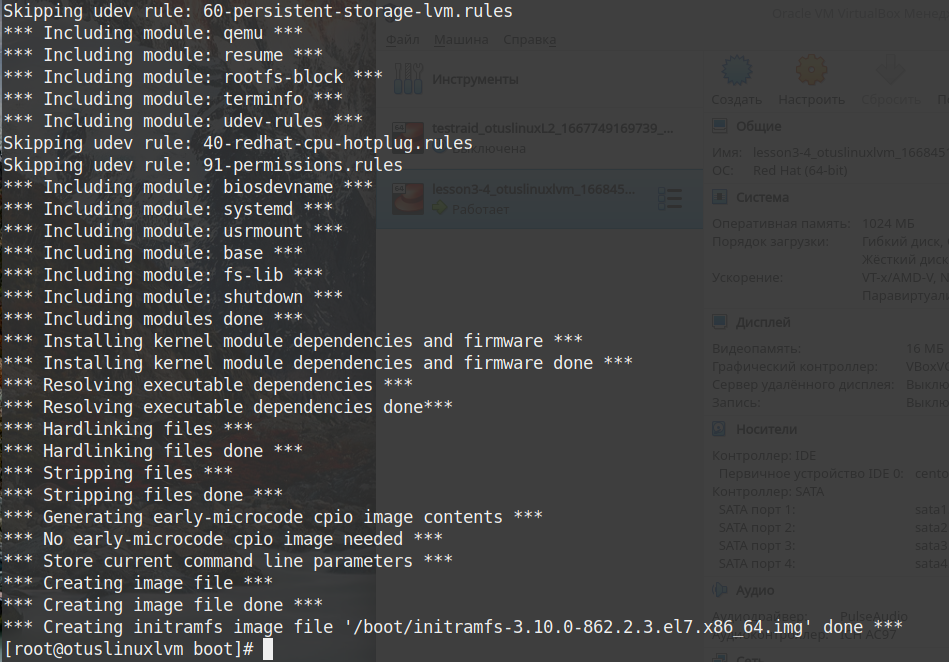 Skipping udev rule: 60-persistent-storage-lvm.rules
*** Including module: qemu ***
*** Including module: resume ***
*** Including module: rootfs-block ***
*** Including module: terminfo ***
*** Including module: udev-rules ***
Skipping udev rule: 40-redhat-cpu-hotplug.rules
Skipping udev rule: 91-permissions.rules
*** Including module: biosdevname ***
*** Including module: systemd ***
*** Including module: usrmount ***
*** Including module: base ***
*** Including module: fs-lib ***
*** Including module: shutdown ***
*** Including modules done ***
*** Installing kernel module dependencies and firmware ***
*** Installing kernel module dependencies and firmware done ***
*** Resolving executable dependencies ***
*** Resolving executable dependencies done***
*** Hardlinking files ***
*** Hardlinking files done ***
*** Stripping files ***
*** Stripping files done ***
*** Generating early-microcode cpio image contents ***
*** No early-microcode cpio image needed ***
*** Store current command line parameters ***
*** Creating image file ***
*** Creating image file done ***
*** Creating initramfs image file '/boot/initramfs-3.10.0-862.2.3.el7.x86_64.img' done ***
[root@otuslinuxlvm boot]#
Oracle VM VirtualBox
Файл Машина Справка
Инструменты
testraid_otuslinuxL2_1667749169739_...
Выключена
lesson3-4_otuslinuxlvm_166845...
Работает
Создать Настроить Сбросить
Общие
Имя: lesson3-4_otuslinuxlvm_166845
ОС: Red Hat (64-bit)
Система
Оперативная память: 1024 МБ
Порядок загрузки: Гибкий диск,
Жёсткий диск
Ускорение: VT-x/AMD-V, N
Паравиртуали
Дисплей
Видеопамять: 16 МБ
Графический контроллер: VBoxVG
Сервер удалённого дисплея: Выклю
Запись: Выклю
Носители
Контроллер: IDE
Первичное устройство IDE 0: cento
Контроллер: SATA
SATA порт 1: sata1
SATA порт 2: sata2
SATA порт 3: sata3
SATA порт 4: sata4
Аудио
Аудиодрайвер: PulseAudio
Аудиоконтроллер: ICH AC97
Сеть